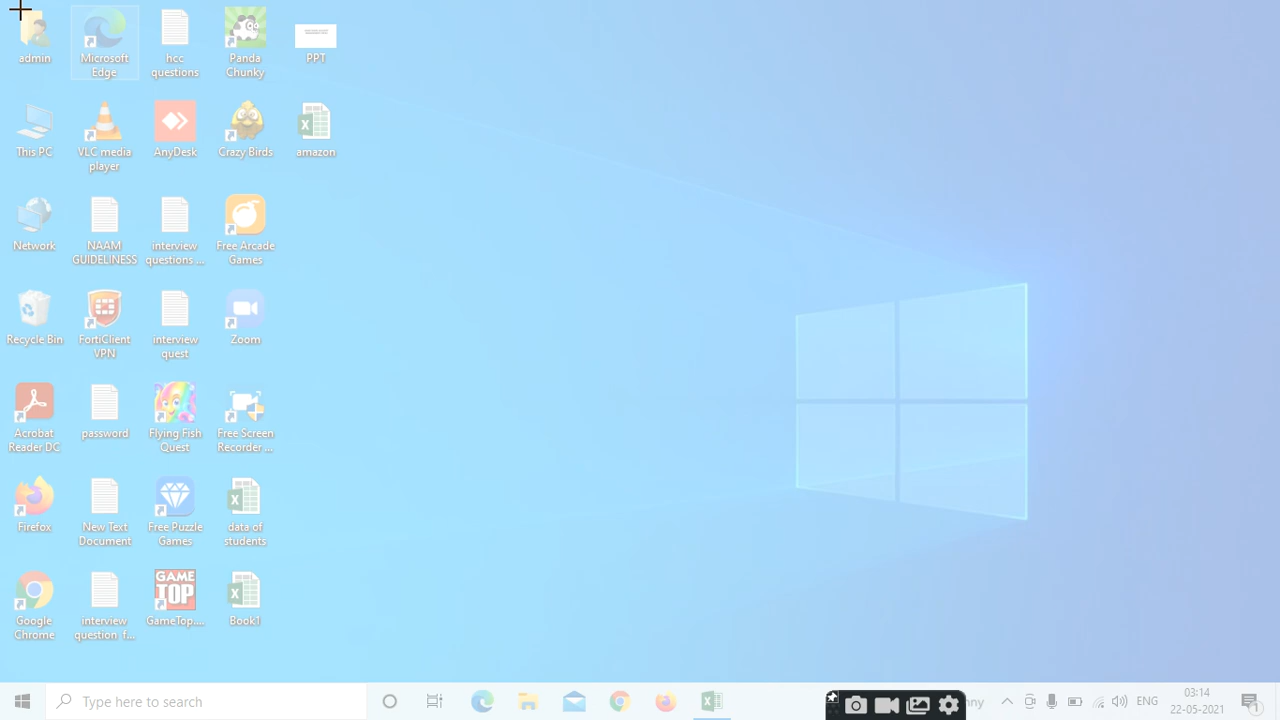 admin
Microsoft
Edge
hcc
questions
Panda
Chunky
PPT
This PC
VLC media
player
AnyDesk
Crazy Birds
amazon
Network
NAAM
GUIDELINESS
interview
questions ...
Free Arcade
Games
Recycle Bin
FortiClient
VPN
interview
quest
Zoom
Acrobat
Reader DC
password
Flying Fish
Quest
Free Screen
Recorder ...
Firefox
New Text
Document
Free Puzzle
Games
data of
students
GAME
TOP
Google
Chrome
interview
question f...
GameTop....
Book1
Type here to search
ENG
03:14
22-05-2021
1